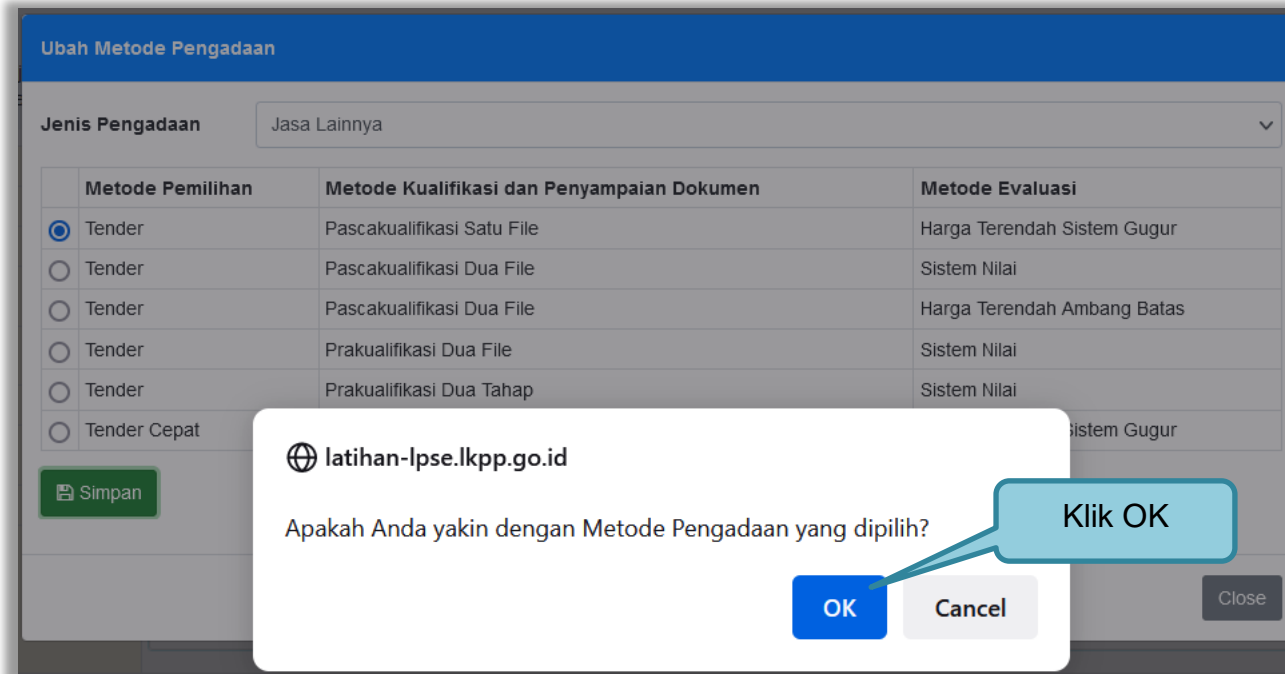 Ubah Metode Pengadaan
Jenis Pengadaan Jasa Lainnya
Metode Pemilihan Metode Kualifikasi dan Penyampaian Dokumen Metode Evaluasi
Tender Pascakualifikasi Satu File Harga Terendah Sistem Gugur
Tender Pascakualifikasi Dua File Sistem Nilai
Tender Pascakualifikasi Dua File Harga Terendah Ambang Batas
Tender Prakualifikasi Dua File Sistem Nilai
Tender Prakualifikasi Dua Tahap Sistem Nilai
Tender Cepat Sistem Gugur
Simpan
latihan-lpse.lkpp.go.id
Apakah Anda yakin dengan Metode Pengadaan yang dipilih?
Klik OK
OK Cancel
Close